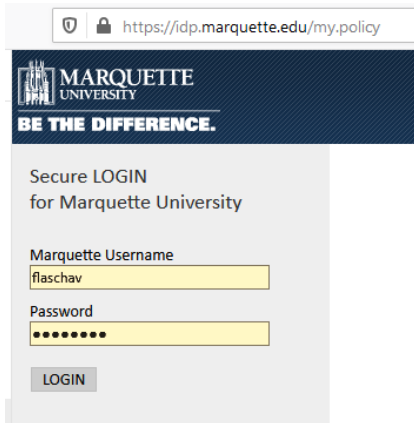 https://idp.marquette.edu/my.policy
MARQUETTE
UNIVERSITY
BE THE DIFFERENCE.
Secure LOGIN
for Marquette University
Marquette Username
flaschav
Password
●●●●●●●●
LOGIN